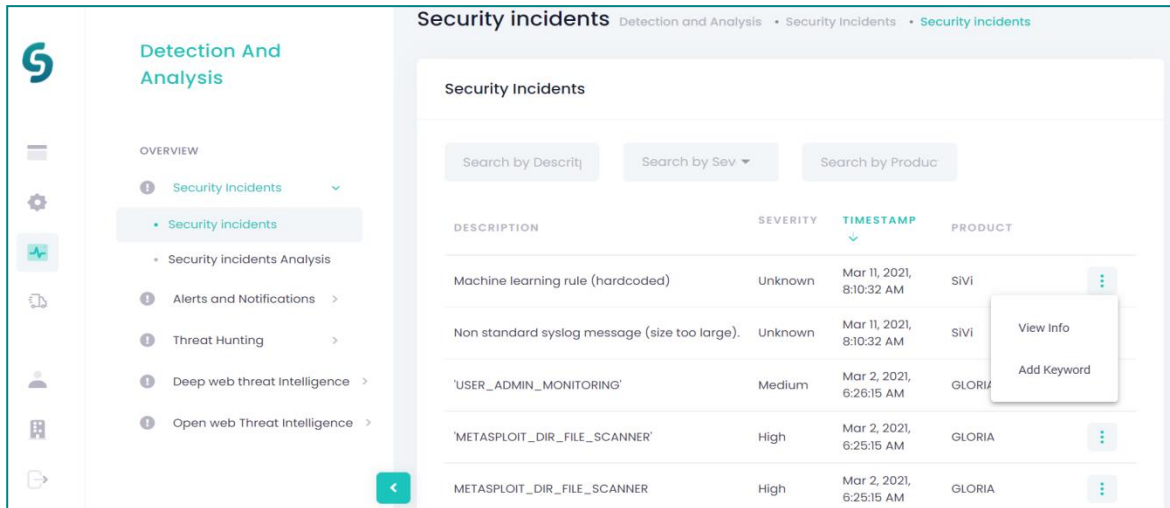 Security incidents Detection and Analysis • Security Incidents • Security incidents
Detection And
Analysis
OVERVIEW
Security Incidents
• Security incidents
• Security incidents Analysis
Alerts and Notifications >
Threat Hunting >
Deep web threat Intelligence >
Open web Threat Intelligence >
Security Incidents
Search by Descrit Search by Sev Search by Produc
DESCRIPTION SEVERITY TIMESTAMP PRODUCT
Machine learning rule (hardcoded) Unknown Mar 11, 2021, SiVi
8:10:32 AM
Non standard syslog message (size too large). Unknown Mar 11, 2021, SiVi
8:10:32 AM
'USER_ADMIN_MONITORING' Medium Mar 2, 2021, GLORIA
6:26:15 AM
'METASPLOIT_DIR_FILE_SCANNER' High Mar 2, 2021, GLORIA
6:25:15 AM
METASPLOIT_DIR_FILE_SCANNER High Mar 2, 2021, GLORIA
6:25:15 AM
View Info
Add Keyword